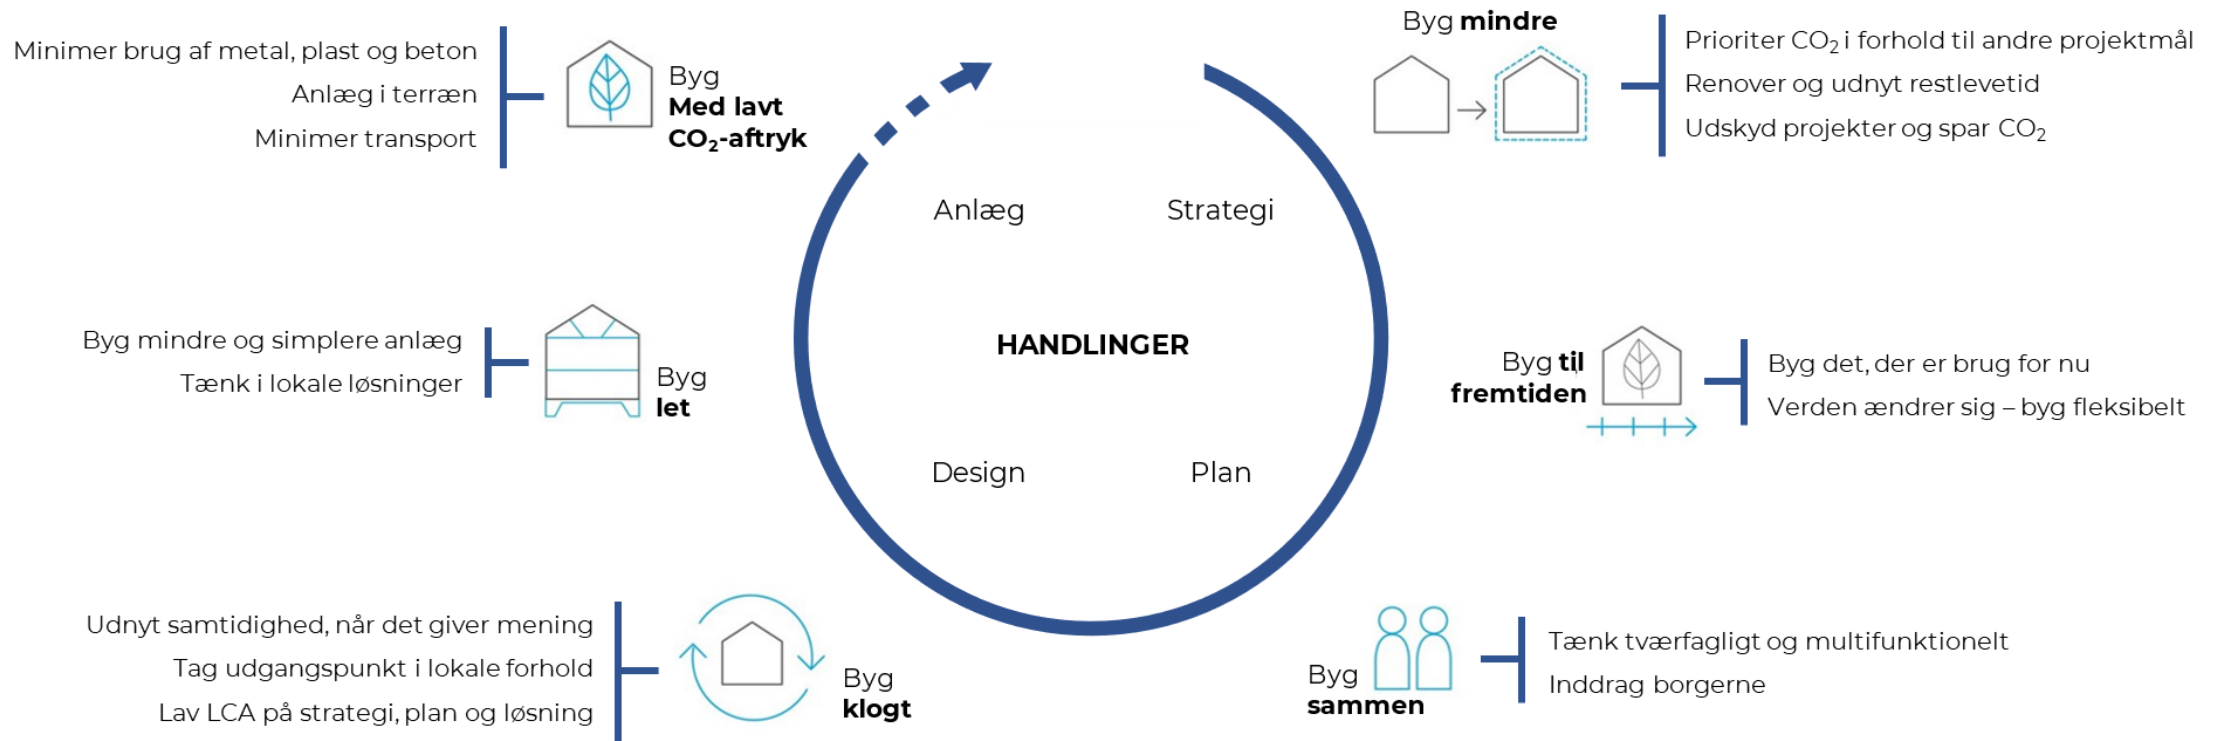 Byg mindre
Prioriter CO₂ i forhold til andre projektmål
Renover og udnyt restlevetid
Udskyd projekter og spar CO₂
Byg til
fremtiden
Byg det, der er brug for nu
Verden ændrer sig – byg fleksibelt
Byg
sammen
Tænk tværfagligt og multifunktionelt
Inddrag borgerne
Byg
klogt
Udnyt samtidighed, når det giver mening
Tag udgangspunkt i lokale forhold
Lav LCA på strategi, plan og løsning
Byg
let
Byg mindre og simplere anlæg
Tænk i lokale løsninger
Byg
Med lavt
CO₂-aftryk
Minimer brug af metal, plast og beton
Anlæg i terræn
Minimer transport
Anlæg
Strategi
HANDLINGER
Design
Plan